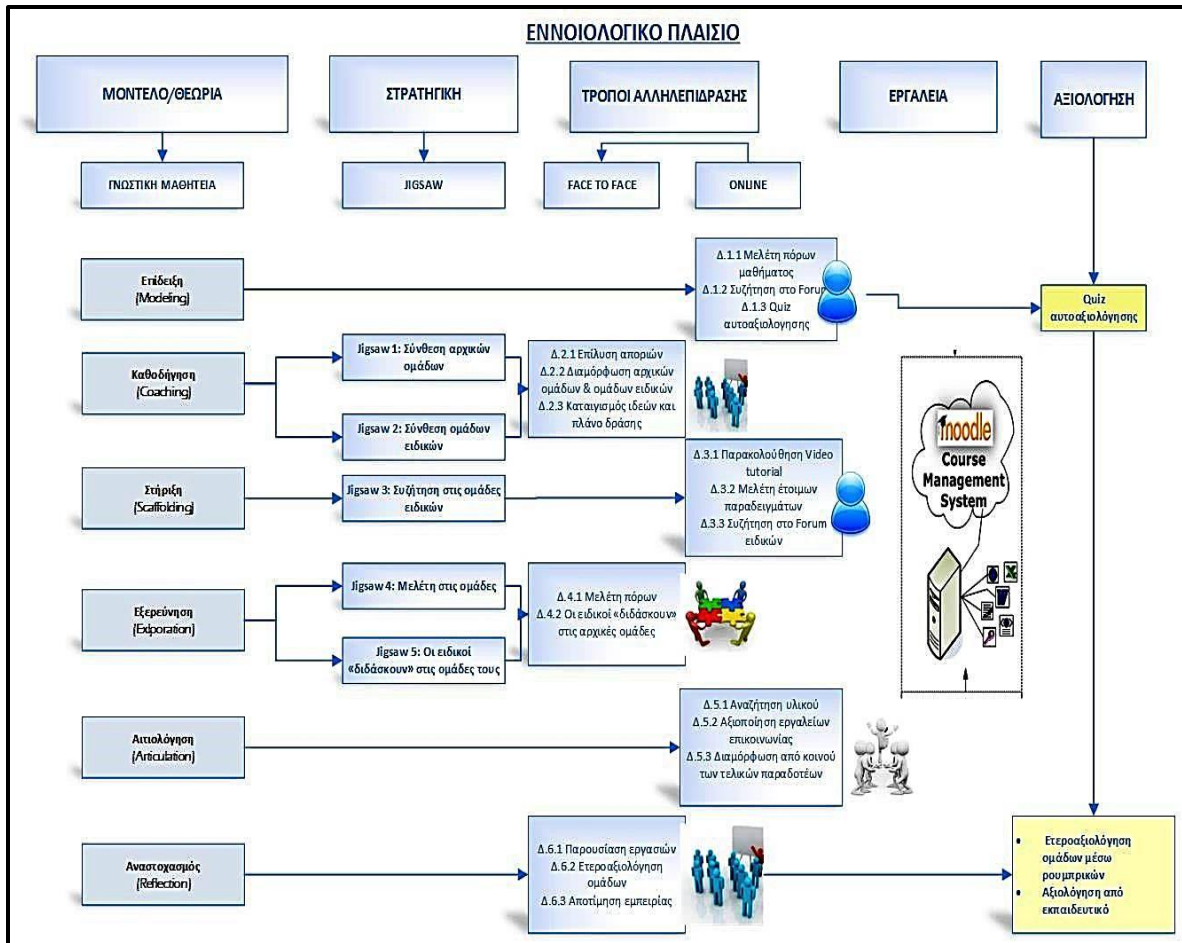 ΕΝΝΟΙΟΛΟΓΙΚΟ ΠΛΑΙΣΙΟ
ΜΟΝΤΕΛΟ/ΘΕΩΡΙΑ
ΣΤΡΑΤΗΓΙΚΗ
ΤΡΟΠΟΙ ΑΛΛΗΛΕΠΙΔΡΑΣΗΣ
ΕΡΓΑΛΕΙΑ
ΑΞΙΟΛΟΓΗΣΗ
ΓΝΩΣΤΙΚΗ ΜΑΘΗΤΕΙΑ
JIGSAW
FACE TO FACE
ONLINE
Επίδειξη
(Modeling)
Δ.1.1 Μελέτη πόρων
μαθήματος
Δ.1.2 Συζήτηση στο Forum
Δ.1.3 Quiz
αυτοαξιολογησης
Quiz
αυτοαξιολόγησης
Καθοδήγηση
(Coaching)
Jigsaw 1: Σύνθεση αρχικών
ομάδων
Jigsaw 2: Σύνθεση ομάδων
ειδικών
Δ.2.1 Επίλυση αποριών
Δ.2.2 Διαμόρφωση αρχικών
ομάδων & ομάδων ειδικών
Δ.2.3 Καταιγισμός ιδεών και
πλάνο δράσης
moodle
Course
Management
System
Στήριξη
(Scaffolding)
Jigsaw 3: Συζήτηση στις ομάδες
ειδικών
Δ.3.1 Παρακολούθηση Video
tutorial
Δ.3.2 Μελέτη έτοιμων
παραδειγμάτων
Δ.3.3 Συζήτηση στο Forum
ειδικών
Εξερεύνηση
(Exlporation)
Jigsaw 4: Μελέτη στις ομάδες
Jigsaw 5: Οι ειδικοί
«διδάσκουν» στις ομάδες τους
Δ.4.1 Μελέτη πόρων
Δ.4.2 Οι ειδικοί «διδάσκουν»
στις αρχικές ομάδες
Αιτιολόγηση
(Articulation)
Δ.5.1 Αναζήτηση υλικού
Δ.5.2 Αξιοποίηση εργαλείων
επικοινωνίας
Δ.5.3 Διαμόρφωση από κοινού
των τελικών παραδοτέων
Αναστοχασμός
(Reflection)
Δ.6.1 Παρουσίαση εργασιών
Δ.6.2 Ετεροαξιολόγηση
ομάδων
Δ.6.3 Αποτίμηση εμπειρίας
• Ετεροαξιολόγηση
ομάδων μέσω
ρουμπρικών
• Αξιολόγηση από
εκπαιδευτικό